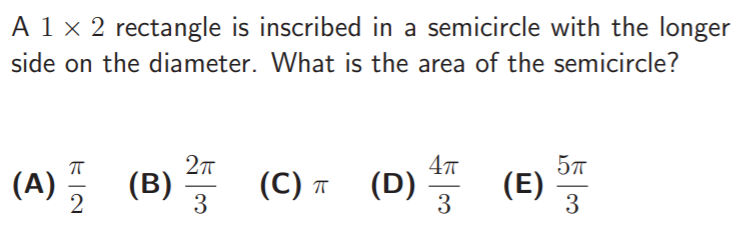 A 1 × 2 rectangle is inscribed in a semicircle with the longer
side on the diameter. What is the area of the semicircle?
(A) π/2 (B) 2π/3 (C) π (D) 4π/3 (E) 5π/3